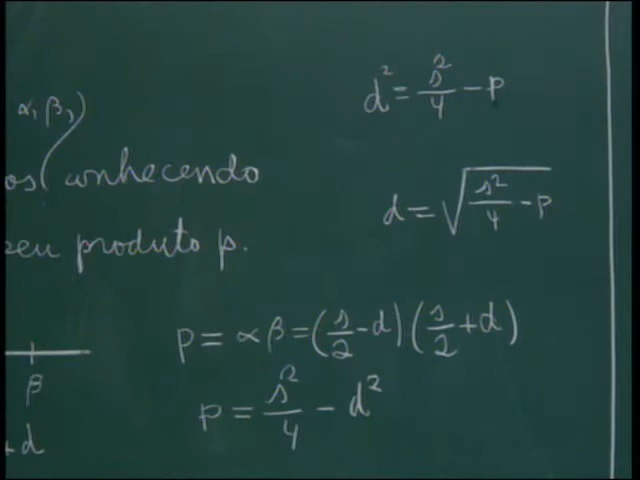 α, β,)
os conhecendo
seu produto p.
β
+d
p = αβ = (s/2 - d)(s/2 + d)
p = s²/4 - d²
d² = s²/4 - p
d = √(s²/4 - p)